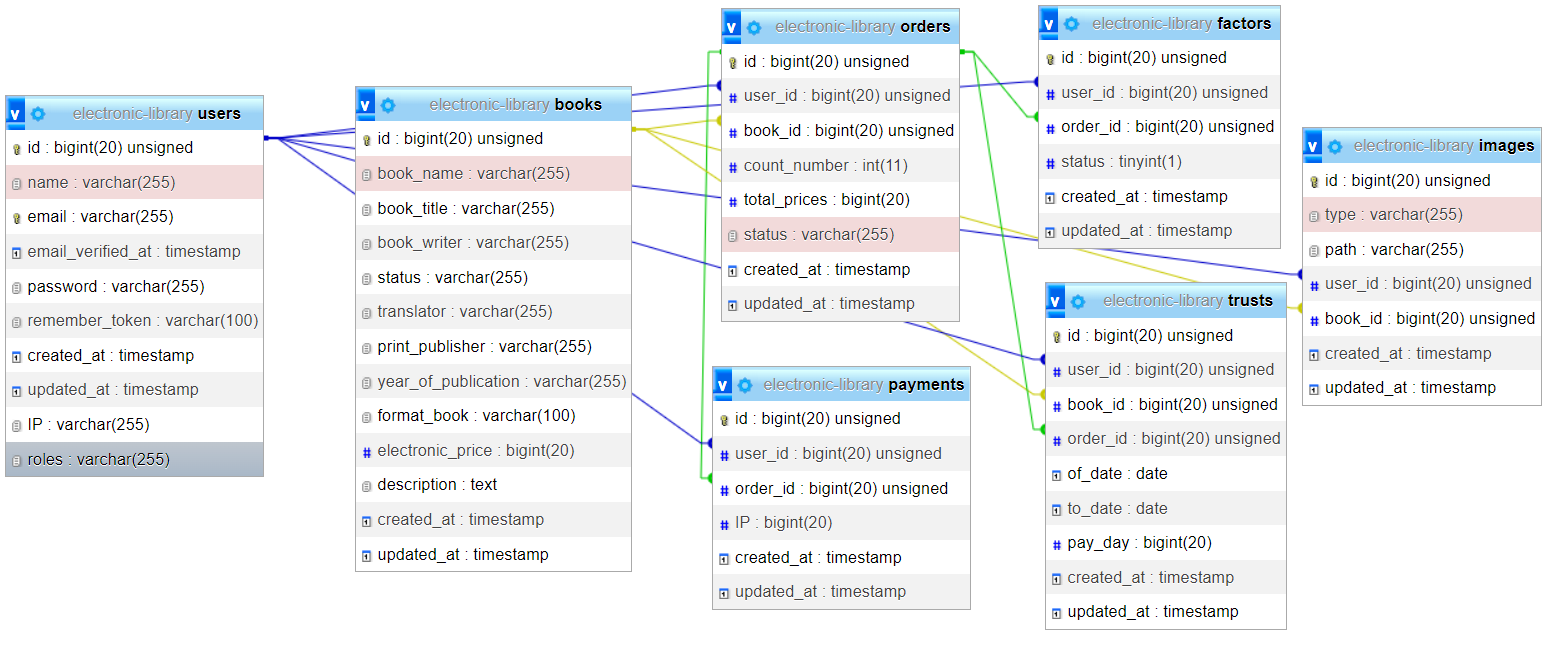 electronic-library users
id : bigint(20) unsigned
name : varchar(255)
email : varchar(255)
email_verified_at : timestamp
password : varchar(255)
remember_token : varchar(100)
created_at : timestamp
updated_at : timestamp
IP : varchar(255)
roles : varchar(255)
electronic-library books
id : bigint(20) unsigned
book_name : varchar(255)
book_title : varchar(255)
book_writer : varchar(255)
status : varchar(255)
translator : varchar(255)
print_publisher : varchar(255)
year_of_publication : varchar(255)
format_book : varchar(100)
electronic_price : bigint(20)
description : text
created_at : timestamp
updated_at : timestamp
electronic-library orders
id : bigint(20) unsigned
user_id : bigint(20) unsigned
book_id : bigint(20) unsigned
count_number : int(11)
total_prices : bigint(20)
status : varchar(255)
created_at : timestamp
updated_at : timestamp
electronic-library payments
id : bigint(20) unsigned
user_id : bigint(20) unsigned
order_id : bigint(20) unsigned
IP : bigint(20)
created_at : timestamp
updated_at : timestamp
electronic-library factors
id : bigint(20) unsigned
user_id : bigint(20) unsigned
order_id : bigint(20) unsigned
status : tinyint(1)
created_at : timestamp
updated_at : timestamp
electronic-library trusts
id : bigint(20) unsigned
user_id : bigint(20) unsigned
book_id : bigint(20) unsigned
order_id : bigint(20) unsigned
of_date : date
to_date : date
pay_day : bigint(20)
created_at : timestamp
updated_at : timestamp
electronic-library images
id : bigint(20) unsigned
type : varchar(255)
path : varchar(255)
user_id : bigint(20) unsigned
book_id : bigint(20) unsigned
created_at : timestamp
updated_at : timestamp